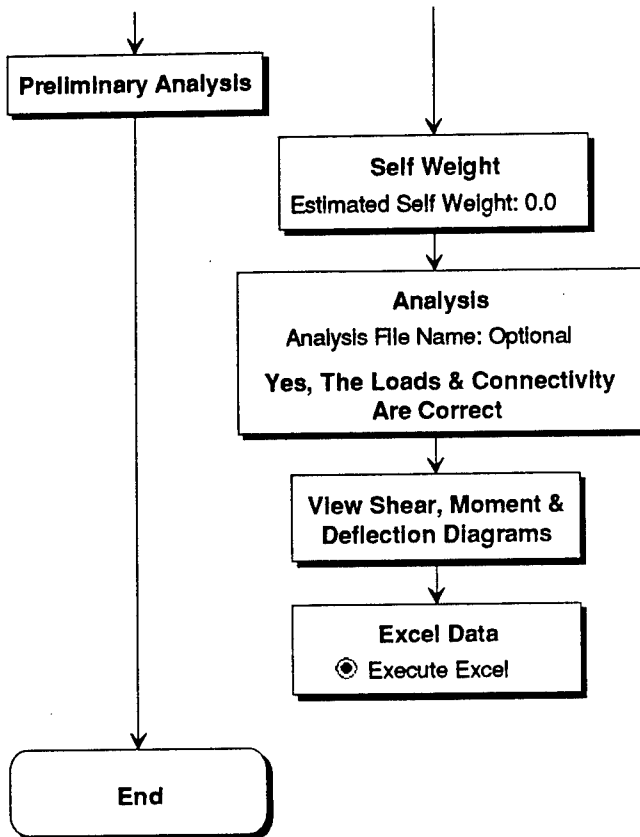 Preliminary Analysis
Self Weight
Estimated Self Weight: 0.0
Analysis
Analysis File Name: Optional
Yes, The Loads & Connectivity
Are Correct
View Shear, Moment &
Deflection Diagrams
Excel Data
Execute Excel
End